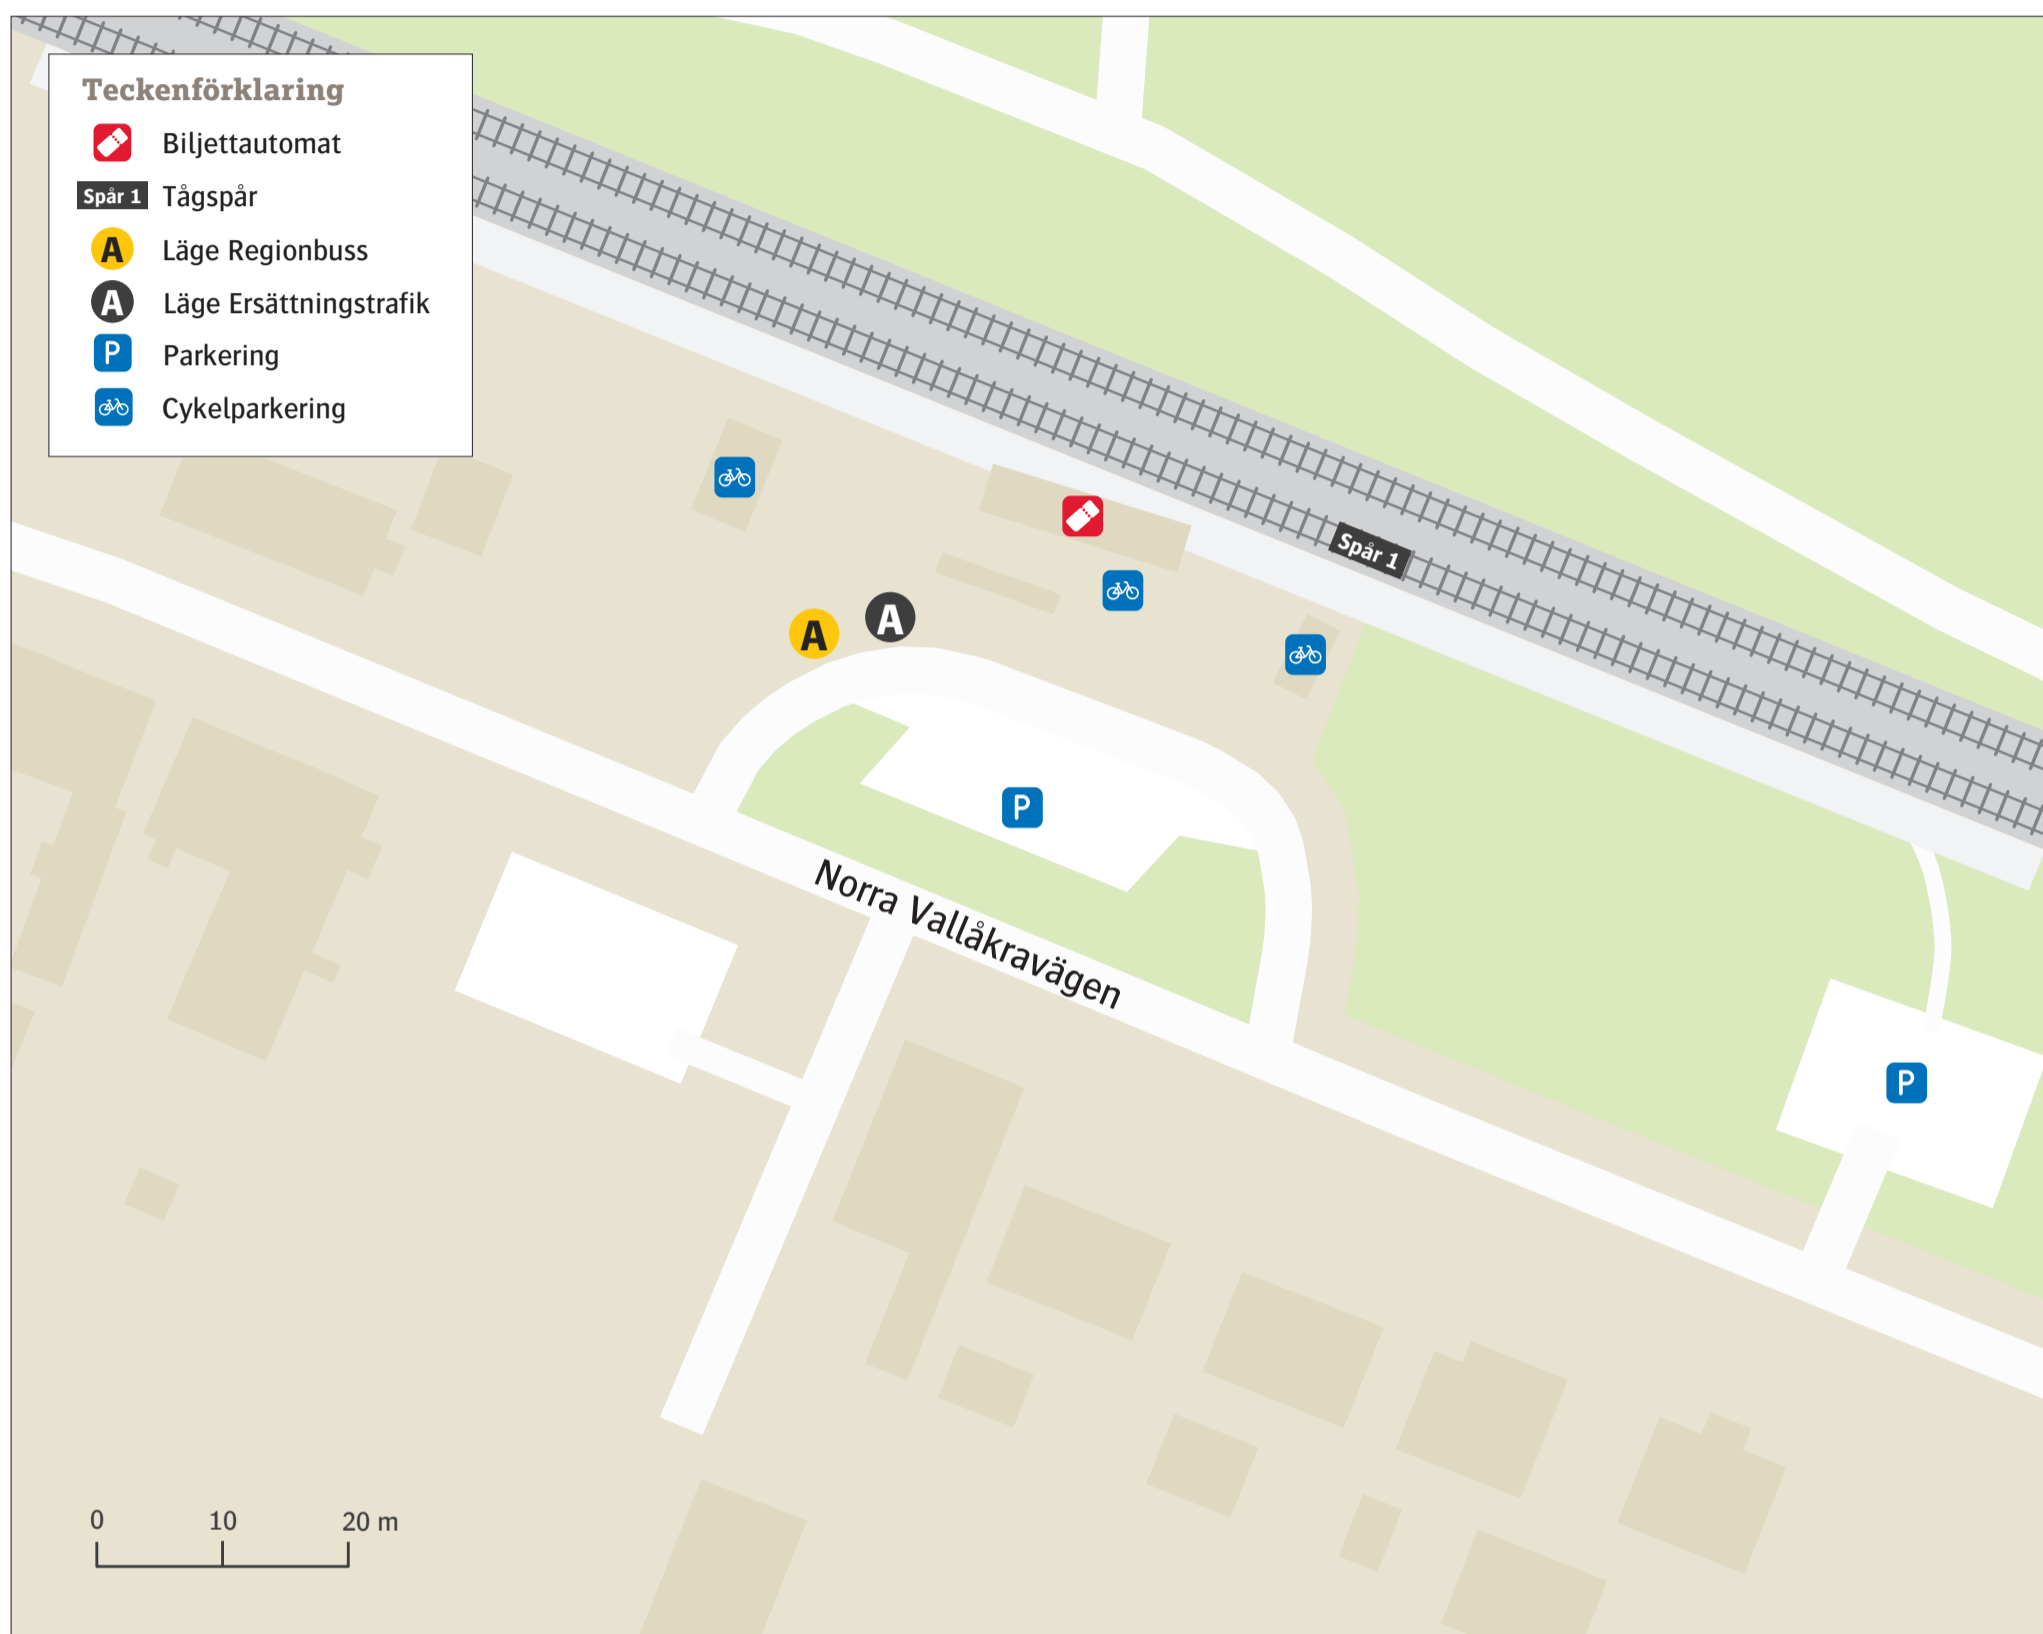 Teckenförklaring
Biljettautomat
Spår 1 Tågspår
A Läge Regionbuss
A Läge Ersättningstrafik
P Parkering
Cykelparkering
Spår 1
A
A
P
Norra Vallåkravägen
P
0 10 20 m